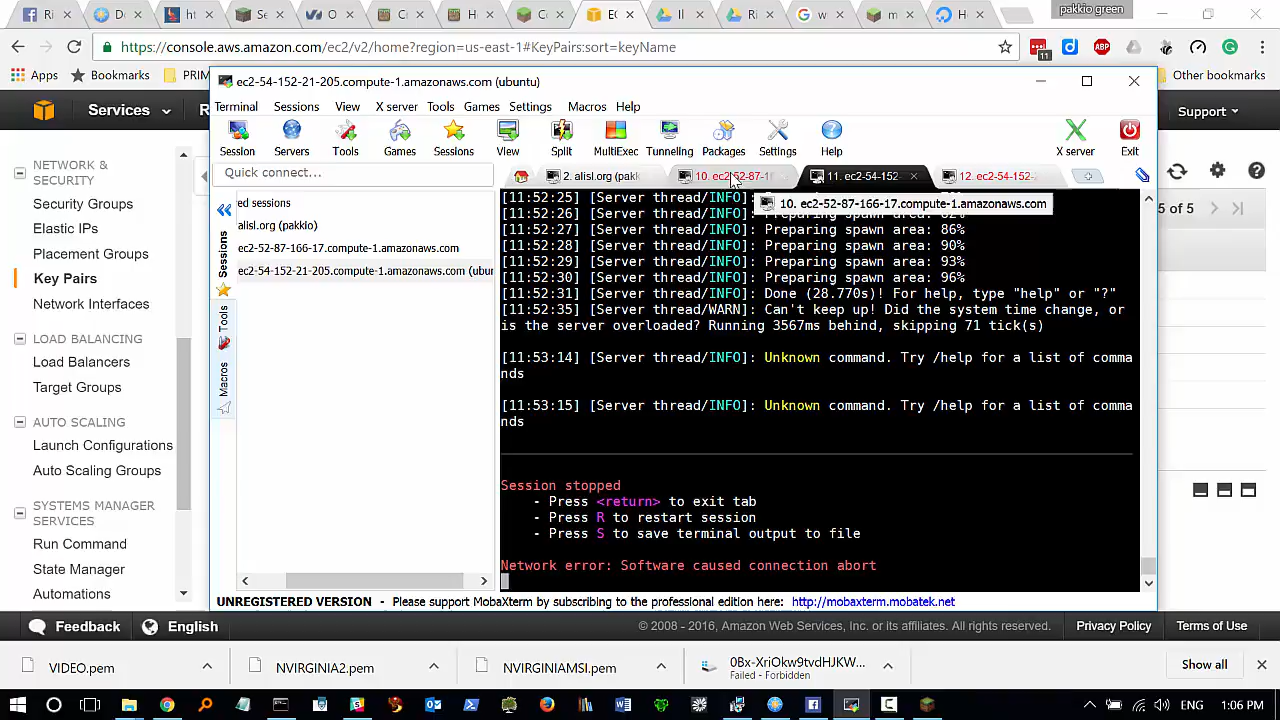 Ri
D
ht
Se
O
C
H
C
EC
Il
Ri
w
m
H
pakkio green
https://console.aws.amazon.com/ec2/v2/home?region=us-east-1#KeyPairs:sort=keyName
11
ABP
Apps
Bookmarks
PRIM
Other bookmarks
ec2-54-152-21-205.compute-1.amazonaws.com (ubuntu)
Services
R
Support
Terminal
Sessions
View
X server
Tools
Games
Settings
Macros
Help
Session
Servers
Tools
Games
Sessions
View
Split
MultiExec
Tunneling
Packages
Settings
Help
X server
Exit
Quick connect...
2. alisl.org (pakk
10. ec2-52-87-1
11. ec2-54-152
12. ec2-54-152-
10. ec2-52-87-166-17.compute-1.amazonaws.com
5 of 5
ed sessions
alisl.org (pakkio)
ec2-52-87-166-17.compute-1.amazonaws.com
ec2-54-152-21-205.compute-1.amazonaws.com (ubun
Sessions
Tools
Macros
NETWORK &
SECURITY
Security Groups
Elastic IPs
Placement Groups
Key Pairs
Network Interfaces
LOAD BALANCING
Load Balancers
Target Groups
AUTO SCALING
Launch Configurations
Auto Scaling Groups
SYSTEMS MANAGER
SERVICES
Run Command
State Manager
Automations
[11:52:25] [Server thread/INFO]:
[11:52:26] [Server thread/INFO]: Preparing spawn area: 82%
[11:52:27] [Server thread/INFO]: Preparing spawn area: 86%
[11:52:28] [Server thread/INFO]: Preparing spawn area: 90%
[11:52:29] [Server thread/INFO]: Preparing spawn area: 93%
[11:52:30] [Server thread/INFO]: Preparing spawn area: 96%
[11:52:31] [Server thread/INFO]: Done (28.770s)! For help, type "help" or "?"
[11:52:35] [Server thread/WARN]: Can't keep up! Did the system time change, or
is the server overloaded? Running 3567ms behind, skipping 71 tick(s)
[11:53:14] [Server thread/INFO]: Unknown command. Try /help for a list of comma
nds
[11:53:15] [Server thread/INFO]: Unknown command. Try /help for a list of comma
nds
Session stopped
- Press <return> to exit tab
- Press R to restart session
- Press S to save terminal output to file
Network error: Software caused connection abort
UNREGISTERED VERSION - Please support MobaXterm by subscribing to the professional edition here: http://mobaxterm.mobatek.net
Feedback
English
© 2008 - 2016, Amazon Web Services, Inc. or its affiliates. All rights reserved.
Privacy Policy
Terms of Use
VIDEO.pem
NVIRGINIA2.pem
NVIRGINIAMSI.pem
0Bx-XriOkw9tvdHJKW...
Failed - Forbidden
Show all
ENG
1:06 PM